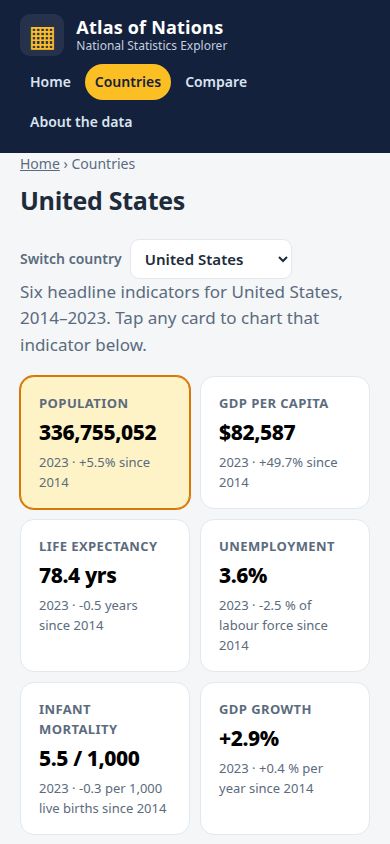 Atlas of Nations
National Statistics Explorer
Home Countries Compare
About the data
Home › Countries
United States
Switch country United States
Six headline indicators for United States,
2014–2023. Tap any card to chart that
indicator below.
POPULATION
336,755,052
2023 · +5.5% since
2014
GDP PER CAPITA
$82,587
2023 · +49.7% since
2014
LIFE EXPECTANCY
78.4 yrs
2023 · -0.5 years
since 2014
UNEMPLOYMENT
3.6%
2023 · -2.5 % of
labour force since
2014
INFANT
MORTALITY
5.5 / 1,000
2023 · -0.3 per 1,000
live births since 2014
GDP GROWTH
+2.9%
2023 · +0.4 % per
year since 2014